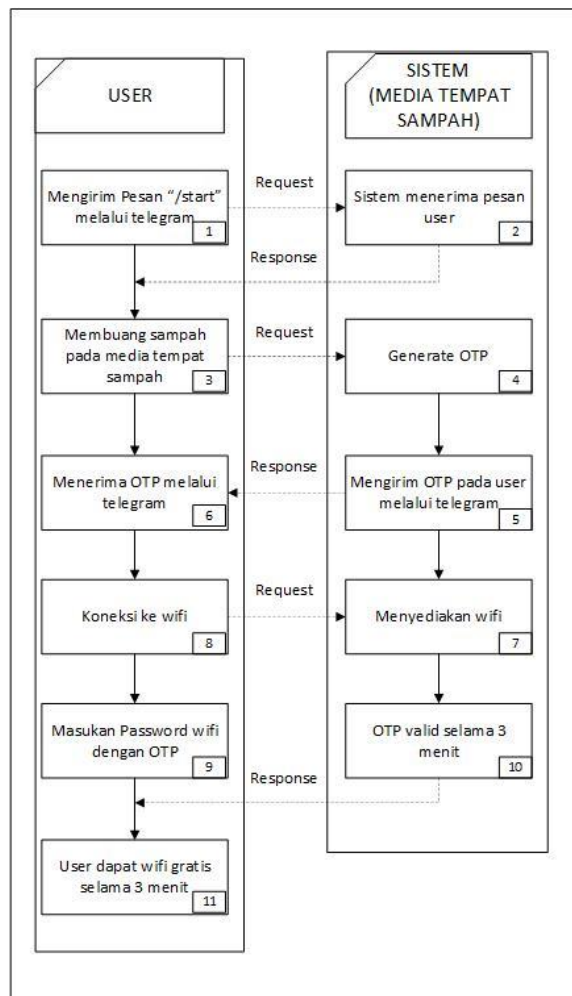 USER
SISTEM
(MEDIA TEMPAT
SAMPAH)
Mengirim Pesan “/start”
melalui telegram
1
Request
Sistem menerima pesan
user
2
Response
Membuang sampah
pada media tempat
sampah
3
Request
Generate OTP
4
Menerima OTP melalui
telegram
6
Response
Mengirim OTP pada user
melalui telegram
5
Koneksi ke wifi
8
Request
Menyediakan wifi
7
Masukan Password wifi
dengan OTP
9
OTP valid selama 3
menit
10
Response
User dapat wifi gratis
selama 3 menit
11